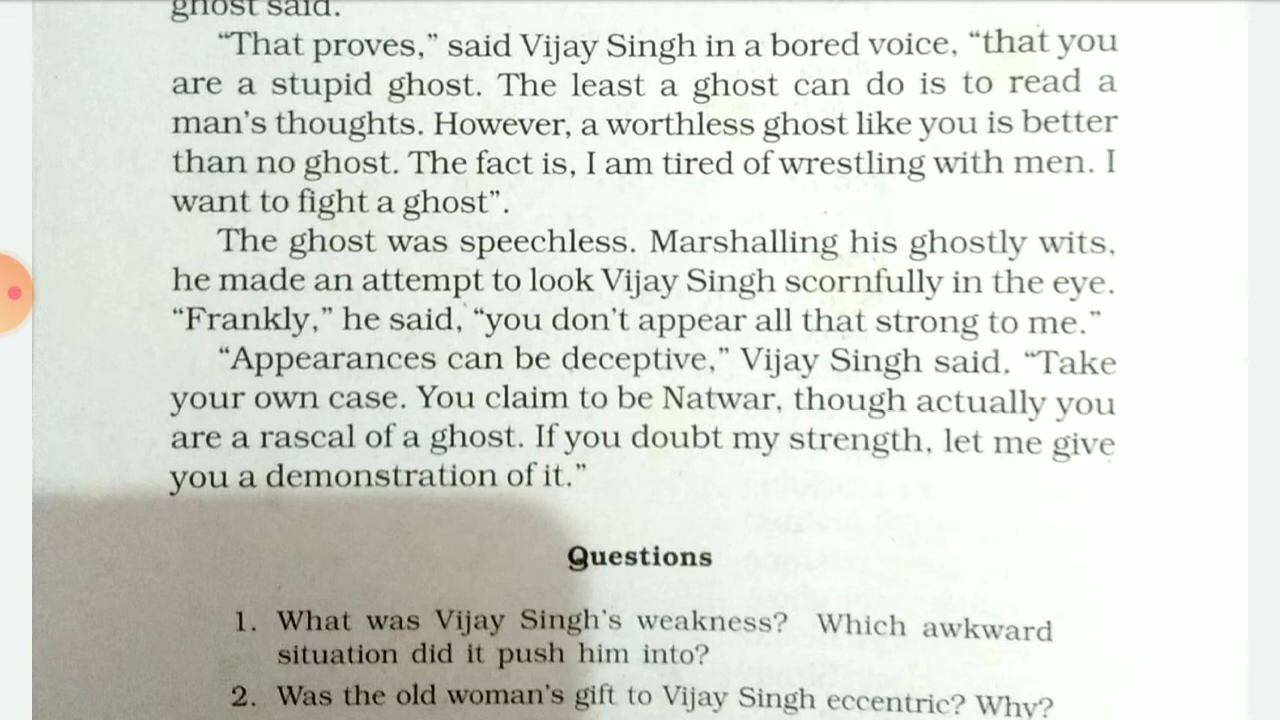 ghost said.
“That proves,” said Vijay Singh in a bored voice, “that you
are a stupid ghost. The least a ghost can do is to read a
man’s thoughts. However, a worthless ghost like you is better
than no ghost. The fact is, I am tired of wrestling with men. I
want to fight a ghost”.
The ghost was speechless. Marshalling his ghostly wits,
he made an attempt to look Vijay Singh scornfully in the eye.
“Frankly,” he said, “you don’t appear all that strong to me.”
“Appearances can be deceptive,” Vijay Singh said. “Take
your own case. You claim to be Natwar, though actually you
are a rascal of a ghost. If you doubt my strength, let me give
you a demonstration of it.”
Questions
1. What was Vijay Singh’s weakness? Which awkward
situation did it push him into?
2. Was the old woman’s gift to Vijay Singh eccentric? Why?